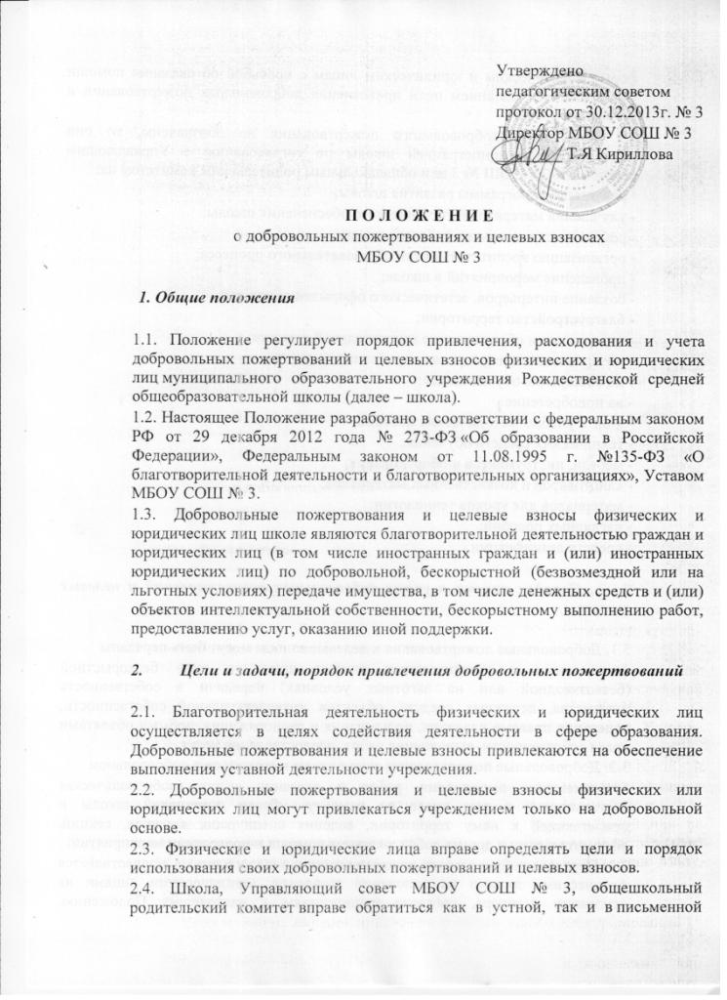 Утверждено
педагогическим советом
протокол от 30.12.2013г. № 3
Директор МБОУ СОШ № 3
Т.Я Кириллова
П О Л О Ж Е Н И Е
о добровольных пожертвованиях и целевых взносах
МБОУ СОШ № 3
1. Общие положения
1.1. Положение регулирует порядок привлечения, расходования и учета
добровольных пожертвований и целевых взносов физических и юридических
лиц муниципального образовательного учреждения Рождественской средней
общеобразовательной школы (далее – школа).
1.2. Настоящее Положение разработано в соответствии с федеральным законом
РФ от 29 декабря 2012 года № 273-ФЗ «Об образовании в Российской
Федерации», Федеральным законом от 11.08.1995 г. №135-ФЗ «О
благотворительной деятельности и благотворительных организациях», Уставом
МБОУ СОШ № 3.
1.3. Добровольные пожертвования и целевые взносы физических и
юридических лиц школе являются благотворительной деятельностью граждан и
юридических лиц (в том числе иностранных граждан и (или) иностранных
юридических лиц) по добровольной, бескорыстной (безвозмездной или на
льготных условиях) передаче имущества, в том числе денежных средств и (или)
объектов интеллектуальной собственности, бескорыстному выполнению работ,
предоставлению услуг, оказанию иной поддержки.
2. Цели и задачи, порядок привлечения добровольных пожертвований
2.1. Благотворительная деятельность физических и юридических лиц
осуществляется в целях содействия деятельности в сфере образования.
Добровольные пожертвования и целевые взносы привлекаются на обеспечение
выполнения уставной деятельности учреждения.
2.2. Добровольные пожертвования и целевые взносы физических или
юридических лиц могут привлекаться учреждением только на добровольной
основе.
2.3. Физические и юридические лица вправе определять цели и порядок
использования своих добровольных пожертвований и целевых взносов.
2.4. Школа, Управляющий совет МБОУ СОШ № 3, общешкольный
родительский комитет вправе обратиться как в устной, так и в письменной